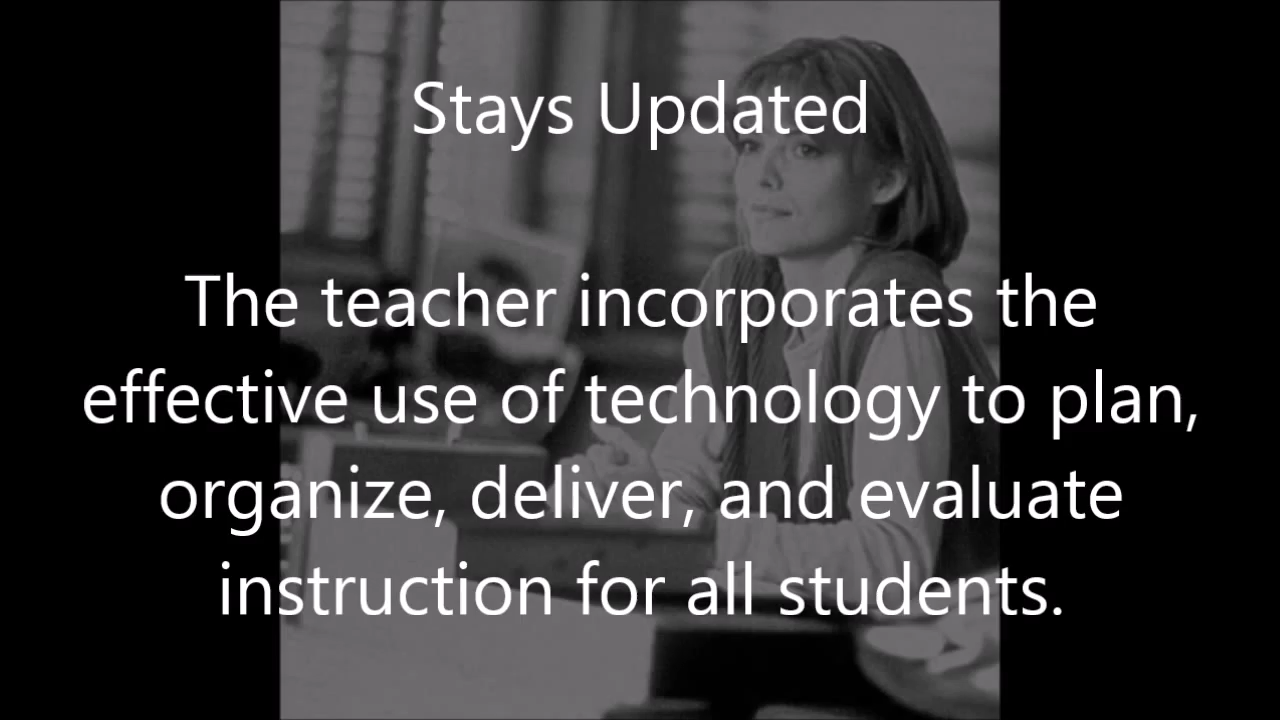 Stays Updated
The teacher incorporates the
effective use of technology to plan,
organize, deliver, and evaluate
instruction for all students.